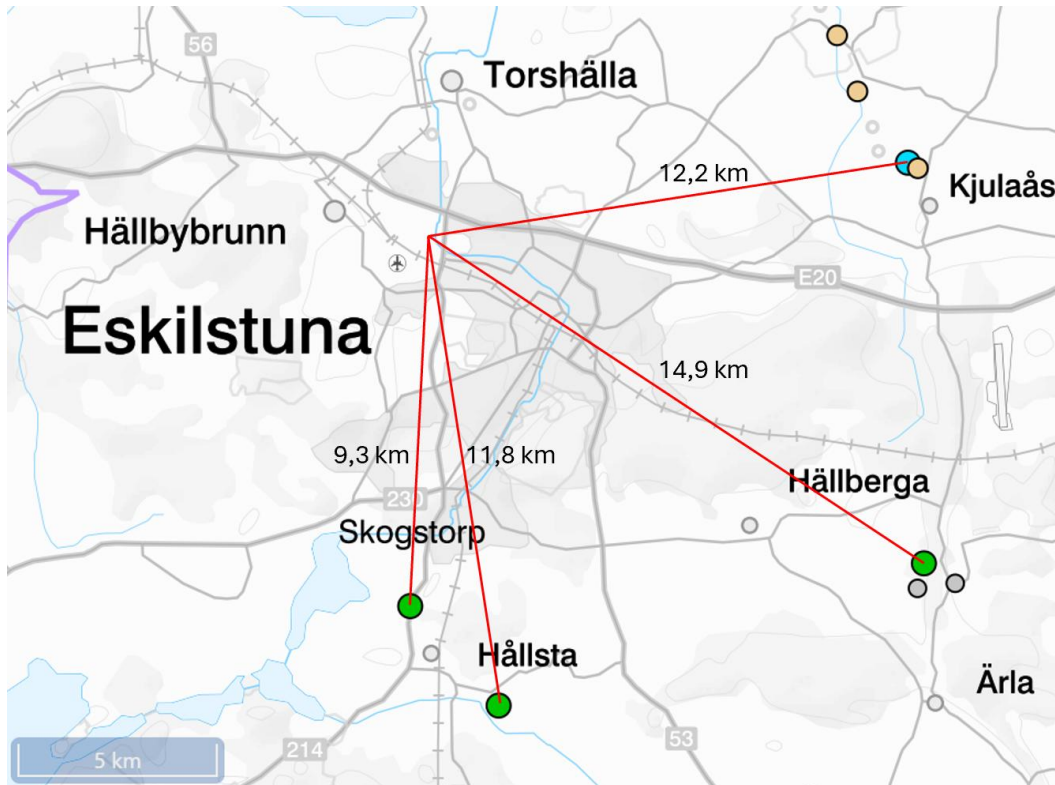 56
Torshälla
12,2 km
Kjulaås
Hällbybrunn
E20
Eskilstuna
14,9 km
9,3 km
11,8 km
Hällberga
230
Skogstorp
Hållsta
Ärla
214
53
5 km